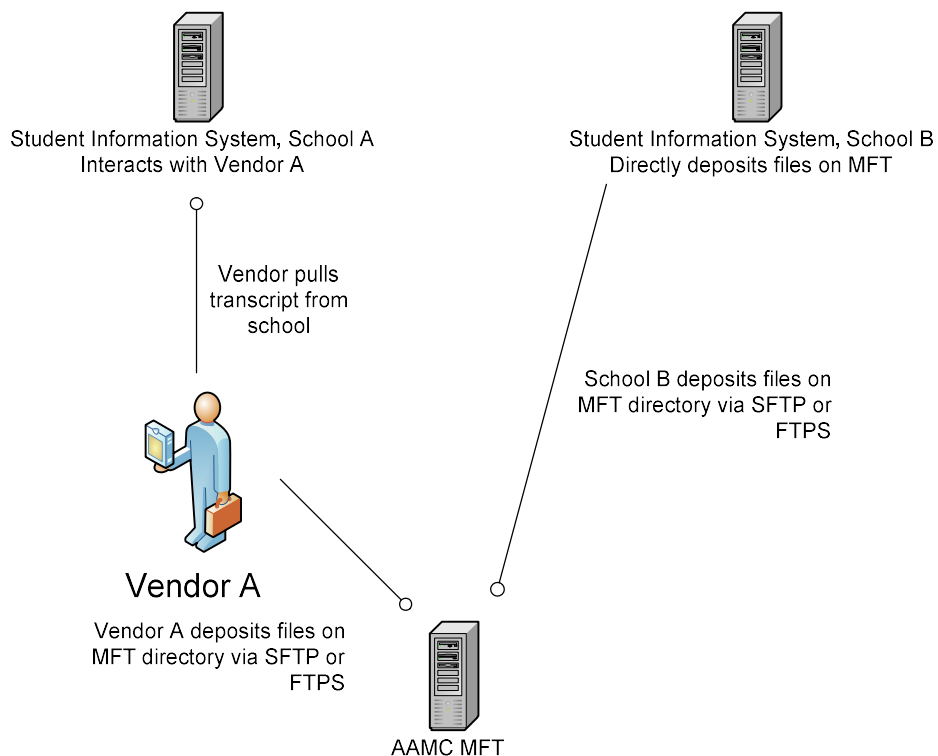 Student Information System, School A
Interacts with Vendor A
Student Information System, School B
Directly deposits files on MFT
Vendor pulls
transcript from
school
School B deposits files on
MFT directory via SFTP or
FTPS
Vendor A
Vendor A deposits files on
MFT directory via SFTP or
FTPS
AAMC MFT